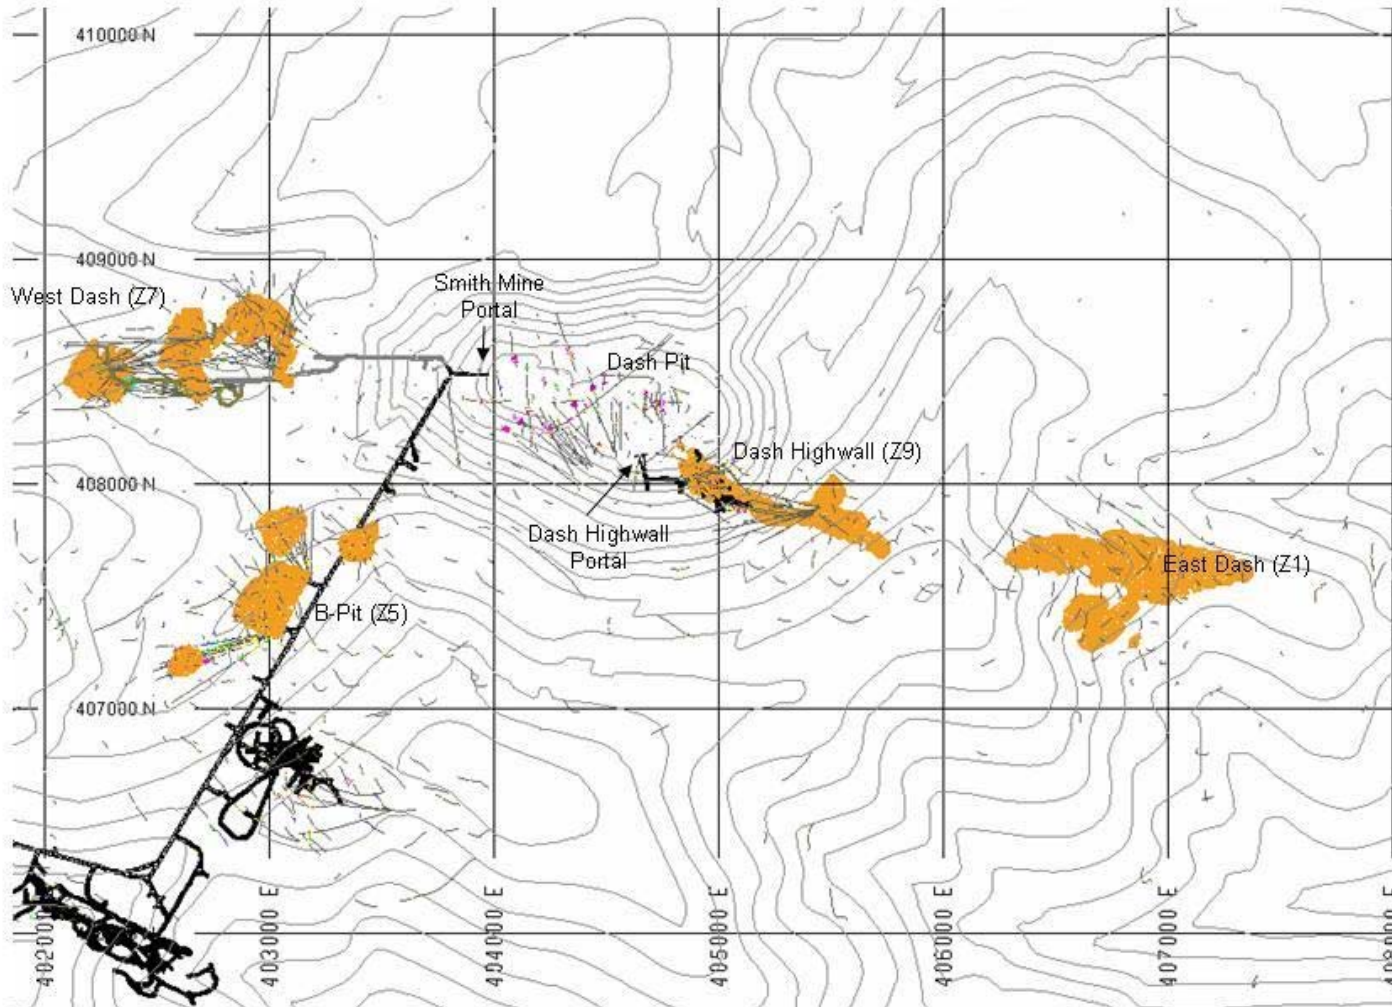 410000 N
409000 N
West Dash (Z7)
Smith Mine
Portal
Dash Pit
Dash Highwall (Z9)
408000 N
Dash Highwall
Portal
East Dash (Z1)
B-Pit (Z5)
407000 N
402000
403000 E
404000 E
405000 E
406000 E
407000 E
408000 E